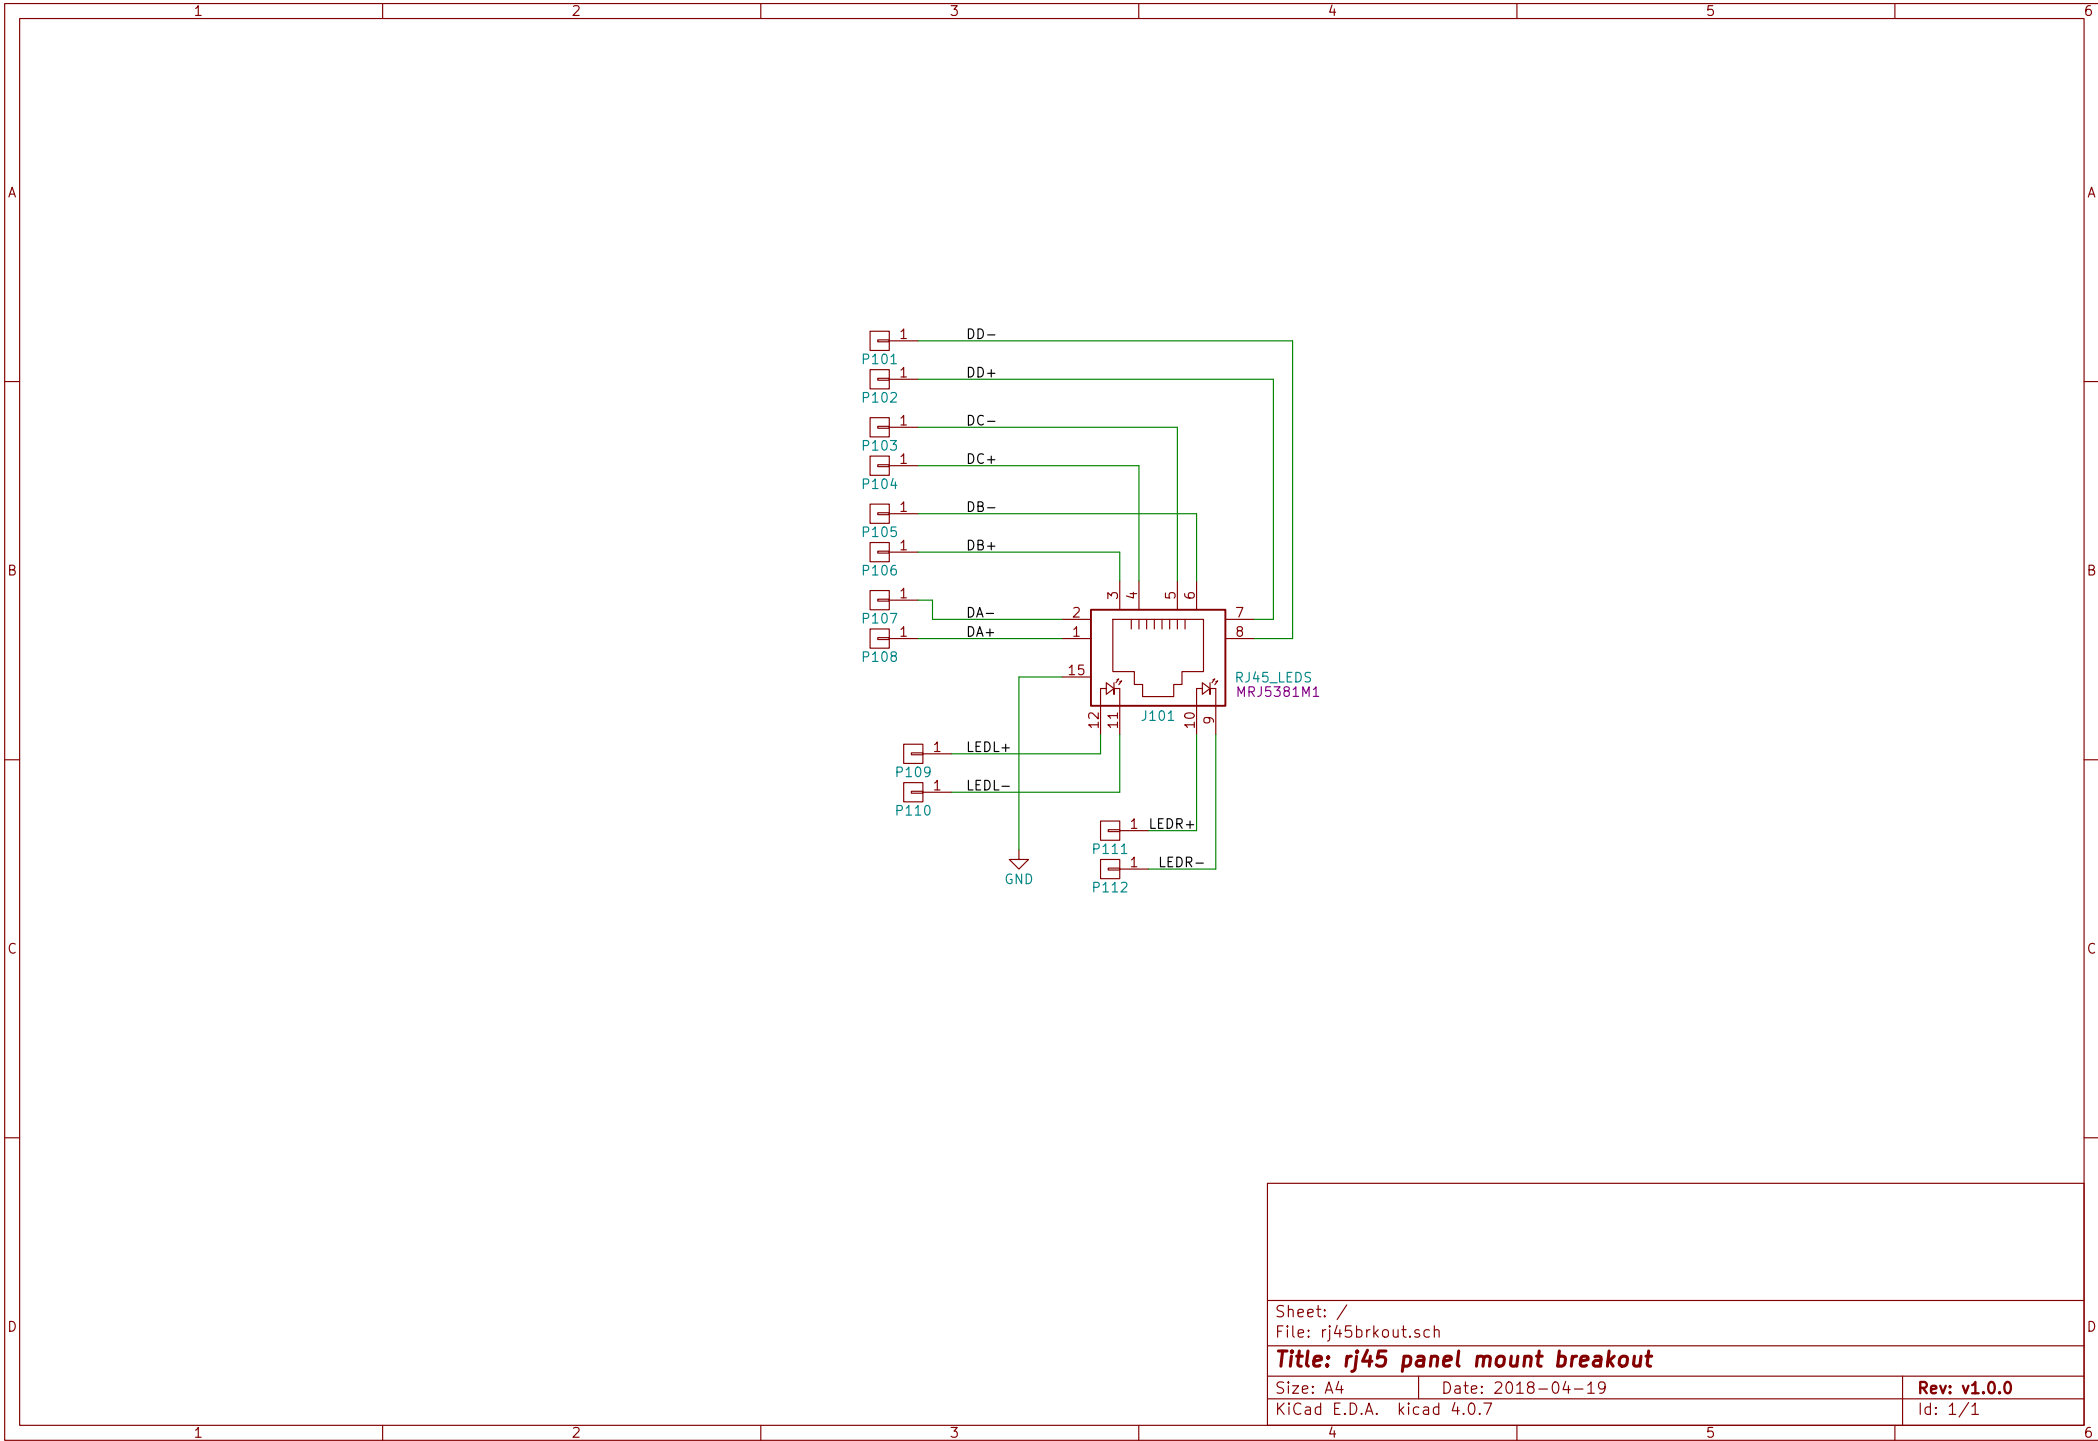 1 2 3 4 5 6
A A
DD-
1
P101
DD+
1
P102
DC-
1
P103
DC+
1
P104
DB-
1
P105
DB+
1
P106
B B
1
P107
DA- 2
1
P108
DA+ 1
3 4 5 6
7
8
15
RJ45_LEDS
MRJ5381M1
J101
12 11 10 9
1 LEDL+
P109
1 LEDL-
P110
1 LEDR+
P111
1 LEDR-
P112
GND
C C
D D
Sheet: /
File: rj45brkout.sch
Title: rj45 panel mount breakout
Size: A4 Date: 2018-04-19 Rev: v1.0.0
KiCad E.D.A. kicad 4.0.7 Id: 1/1
1 2 3 4 5 6